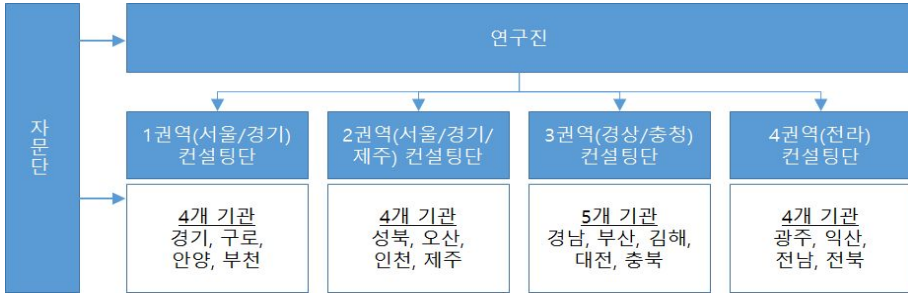 자문단
연구진
1권역(서울/경기)
컨설팅단
2권역(서울/경기/
제주) 컨설팅단
3권역(경상/충청)
컨설팅단
4권역(전라)
컨설팅단
4개 기관
경기, 구로,
안양, 부천
4개 기관
성북, 오산,
인천, 제주
5개 기관
경남, 부산, 김해,
대전, 충북
4개 기관
광주, 익산,
전남, 전북